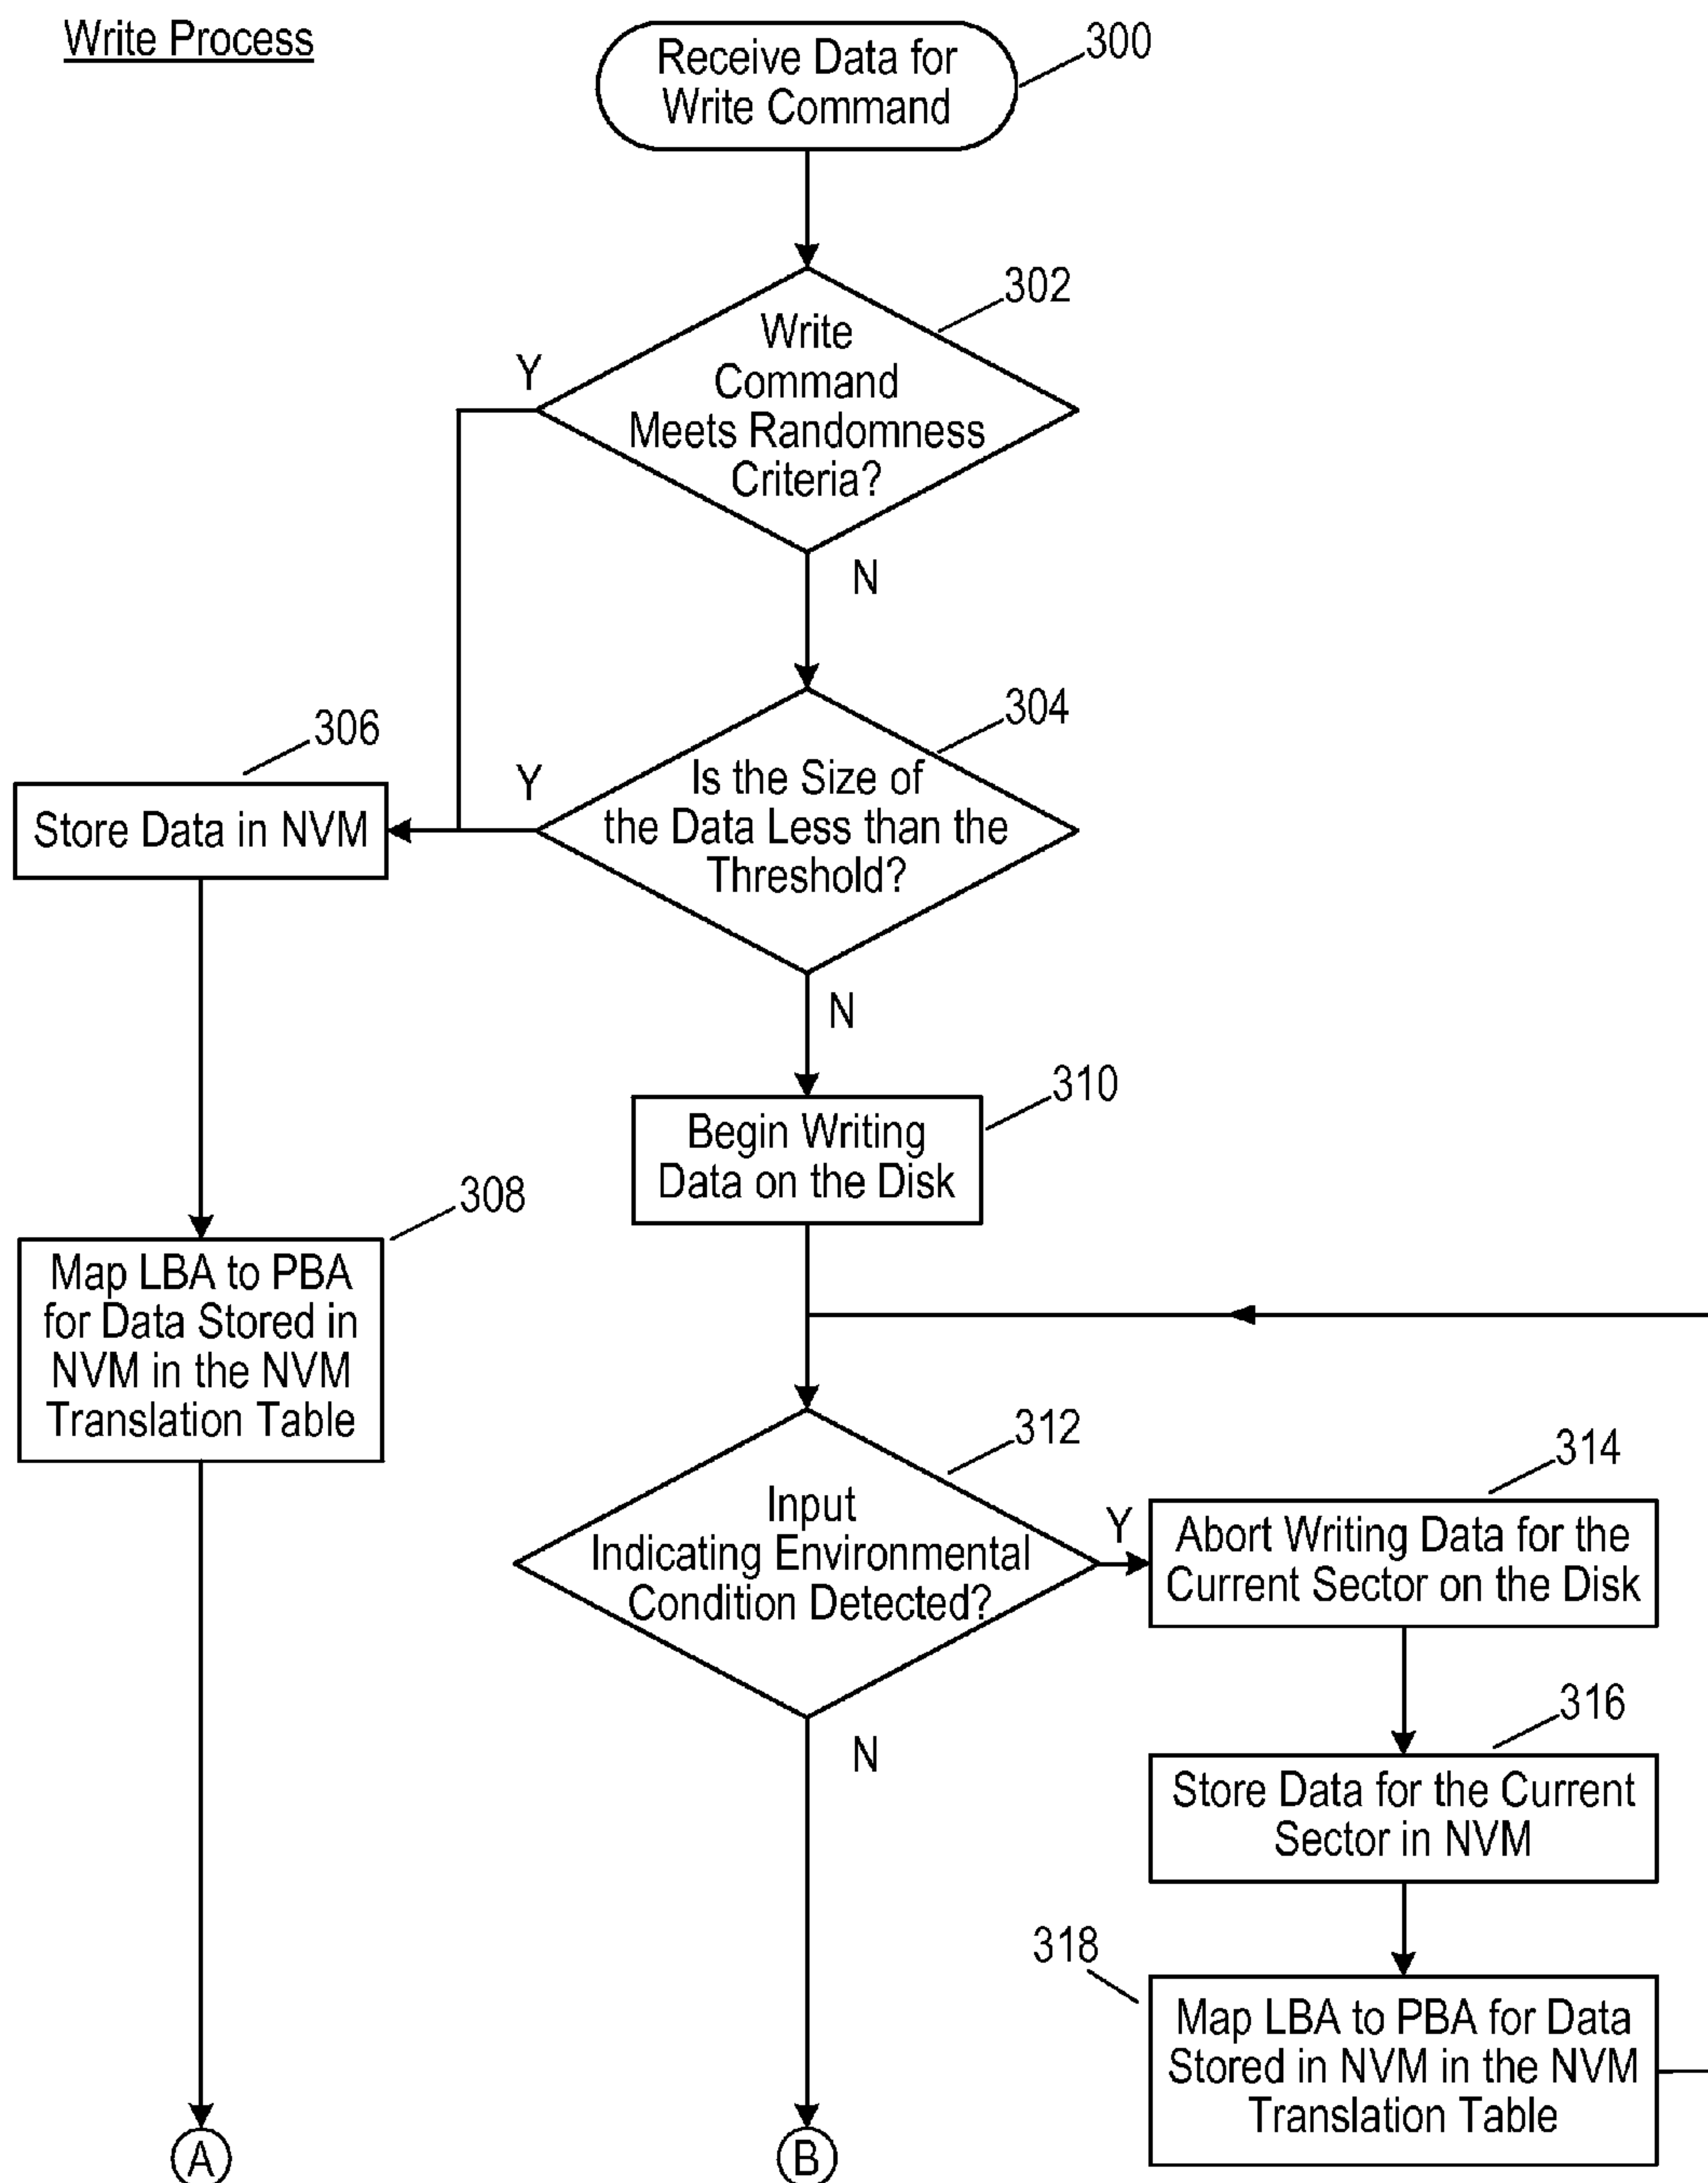 Write Process
Receive Data for
Write Command
300
302
Write
Command
Meets Randomness
Criteria?
Y
N
304
Is the Size of
the Data Less than the
Threshold?
Y
N
306
Store Data in NVM
308
Map LBA to PBA
for Data Stored in
NVM in the NVM
Translation Table
310
Begin Writing
Data on the Disk
312
Input
Indicating Environmental
Condition Detected?
Y
N
314
Abort Writing Data for the
Current Sector on the Disk
316
Store Data for the Current
Sector in NVM
318
Map LBA to PBA for Data
Stored in NVM in the NVM
Translation Table
A
B